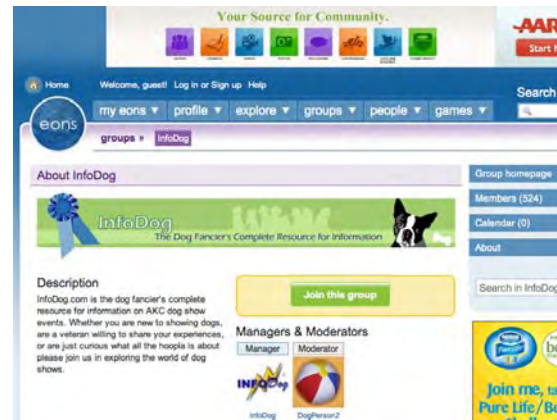 Your Source for Community.
AARP
Start
Home
Welcome, guest! Log in or Sign up Help
Search
eons
my eons ▼ profile ▼ explore ▼ groups ▼ people ▼ games ▼
groups » InfoDog
About InfoDog
Group homepage
Members (524)
Calendar (0)
About
InfoDog
The Dog Fancier's Complete Resource for Information
Description
InfoDog.com is the dog fancier's complete
resource for information on AKC dog show
events. Whether you are new to showing dogs,
are a veteran willing to share your experiences,
or are just curious what all the hoopla is about
please join us in exploring the world of dog
shows.
Join this group
Managers & Moderators
Manager Moderator
INFODog
InfoDog DogPerson2
Search in InfoDog
Join me,
Pure Life/Be